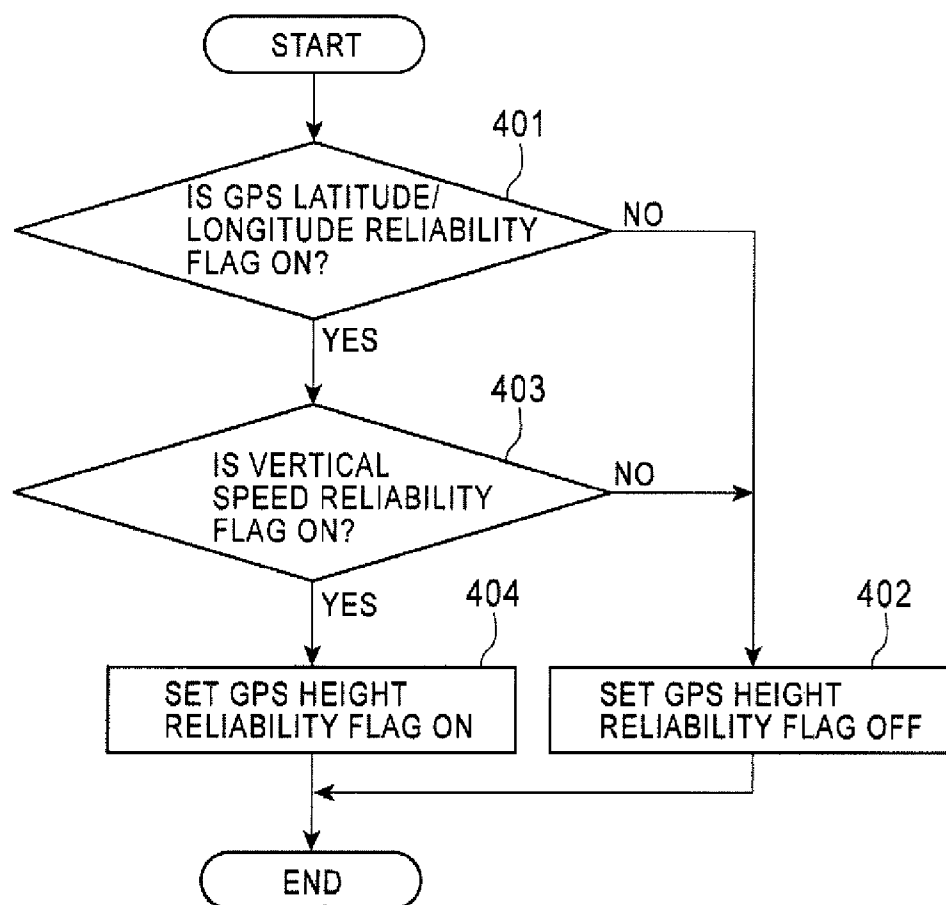 START
401
IS GPS LATITUDE/
LONGITUDE RELIABILITY
FLAG ON?
NO
YES
403
IS VERTICAL
SPEED RELIABILITY
FLAG ON?
NO
YES
404
402
SET GPS HEIGHT
RELIABILITY FLAG ON
SET GPS HEIGHT
RELIABILITY FLAG OFF
END